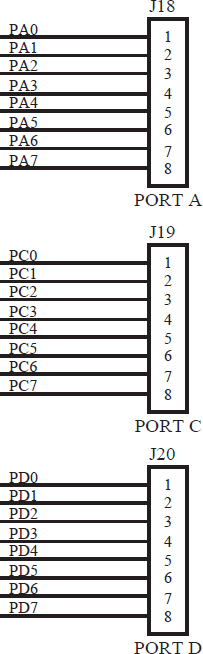 J18
PA0 1
PA1 2
PA2 3
PA3 4
PA4 5
PA5 6
PA6 7
PA7 8
PORT A
J19
PC0 1
PC1 2
PC2 3
PC3 4
PC4 5
PC5 6
PC6 7
PC7 8
PORT C
J20
PD0 1
PD1 2
PD2 3
PD3 4
PD4 5
PD5 6
PD6 7
PD7 8
PORT D